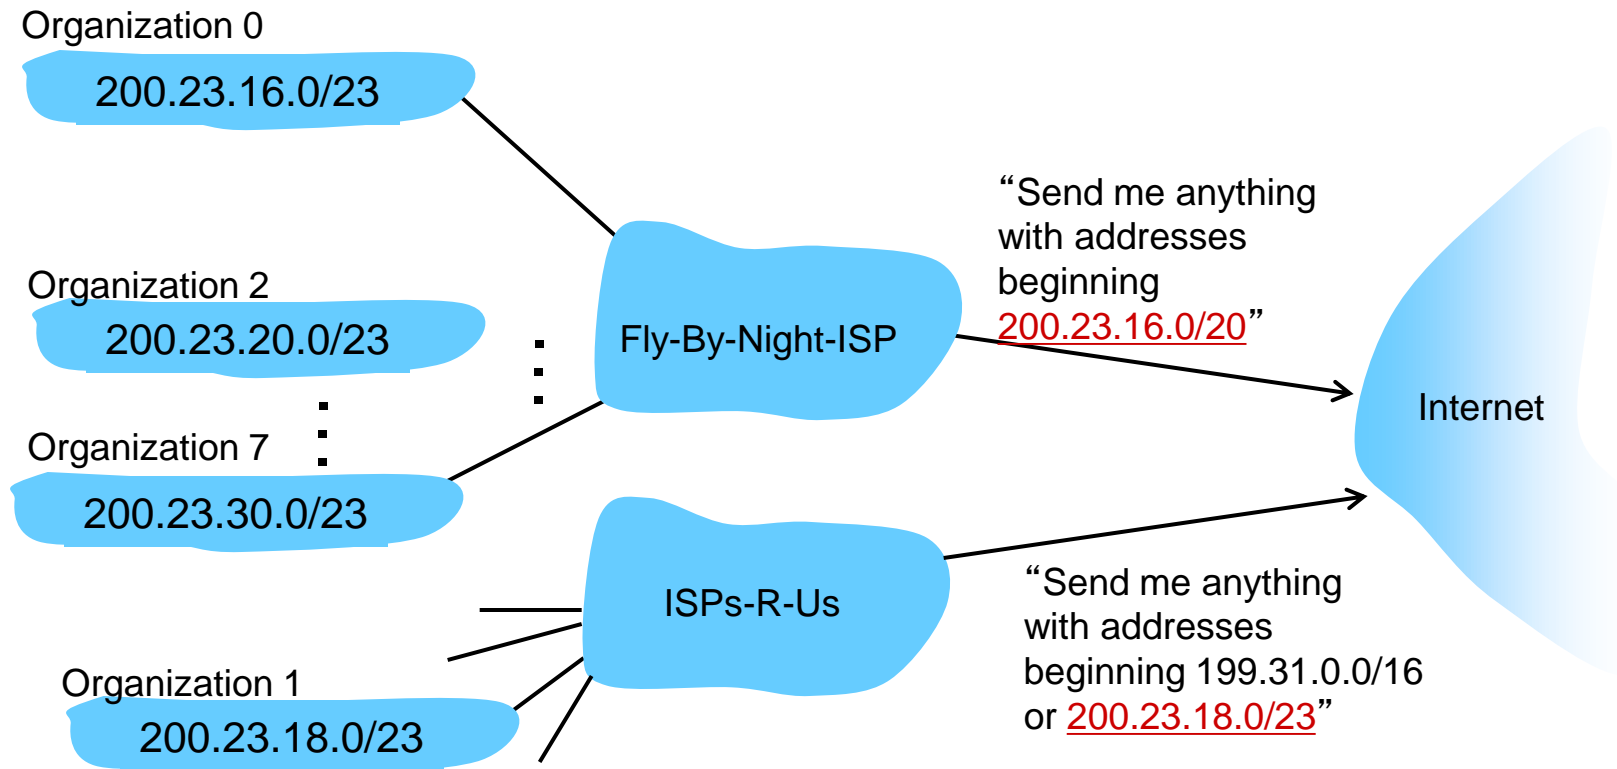 Organization 0
200.23.16.0/23
Organization 2
200.23.20.0/23
Organization 7
200.23.30.0/23
Fly-By-Night-ISP
“Send me anything
with addresses
beginning
200.23.16.0/20”
Internet
ISPs-R-Us
Organization 1
200.23.18.0/23
“Send me anything
with addresses
beginning 199.31.0.0/16
or 200.23.18.0/23”